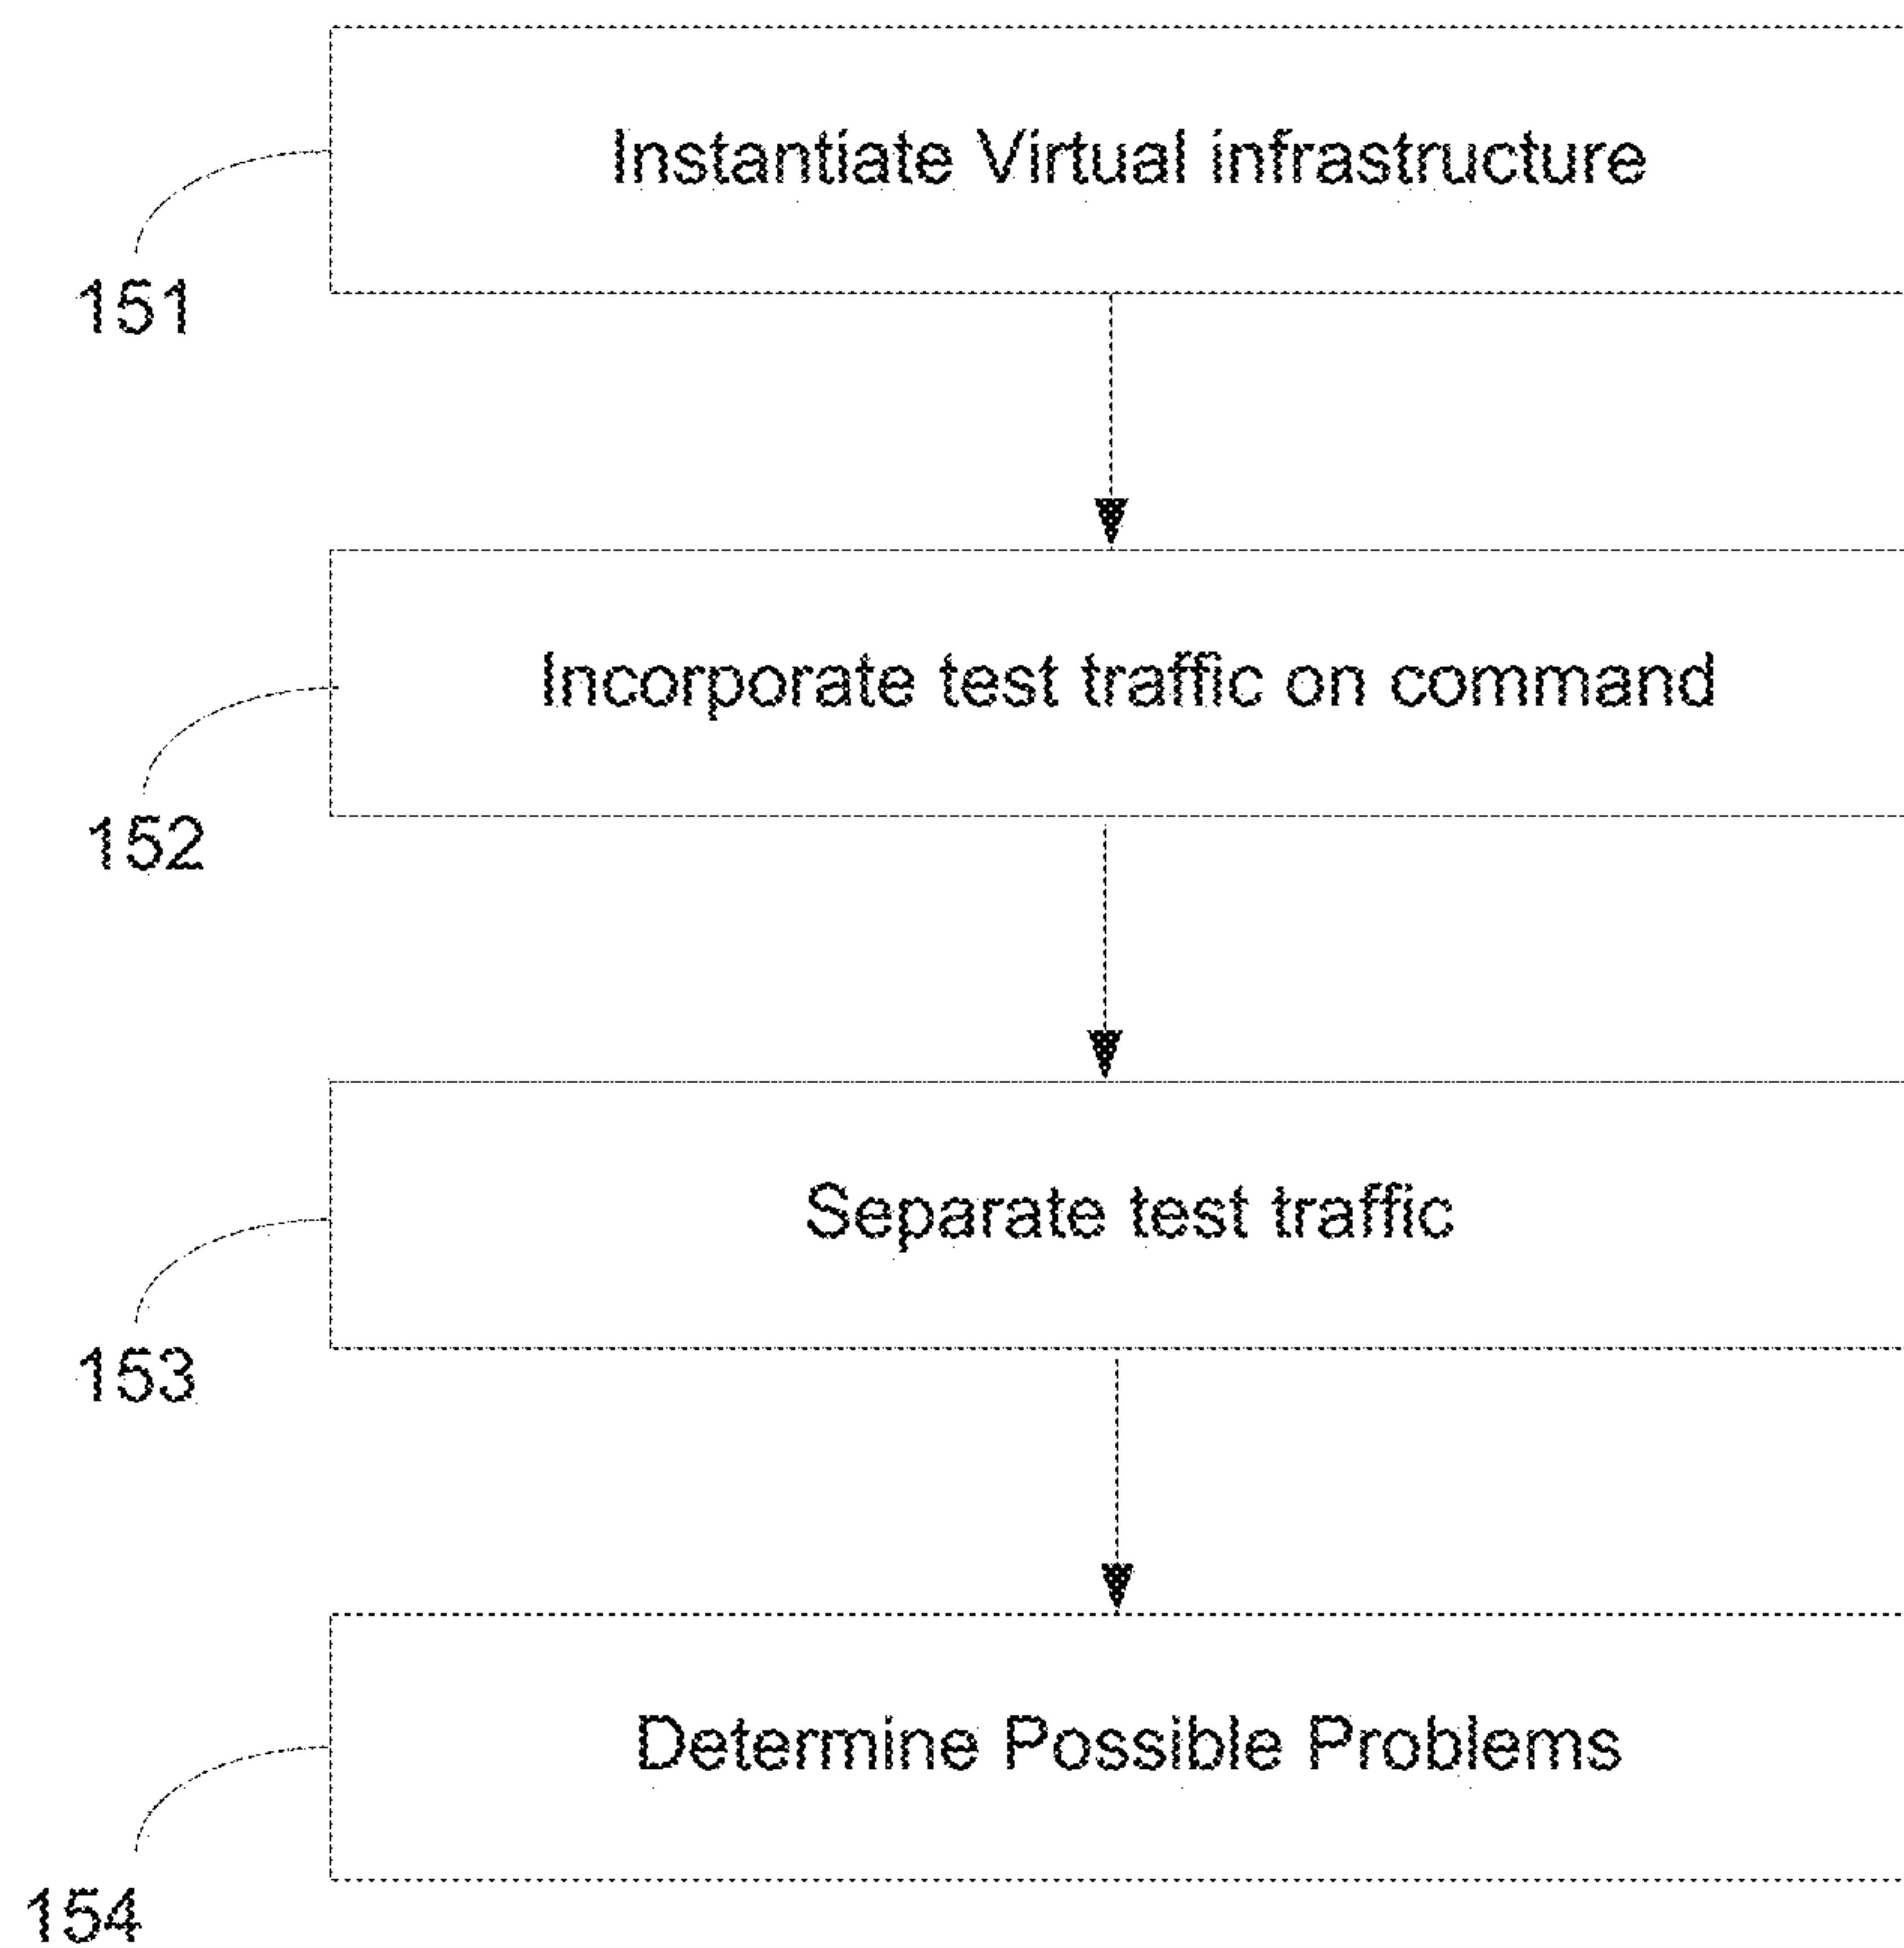 Instantiate Virtual infrastructure
151
Incorporate test traffic on command
152
Separate test traffic
153
Determine Possible Problems
154